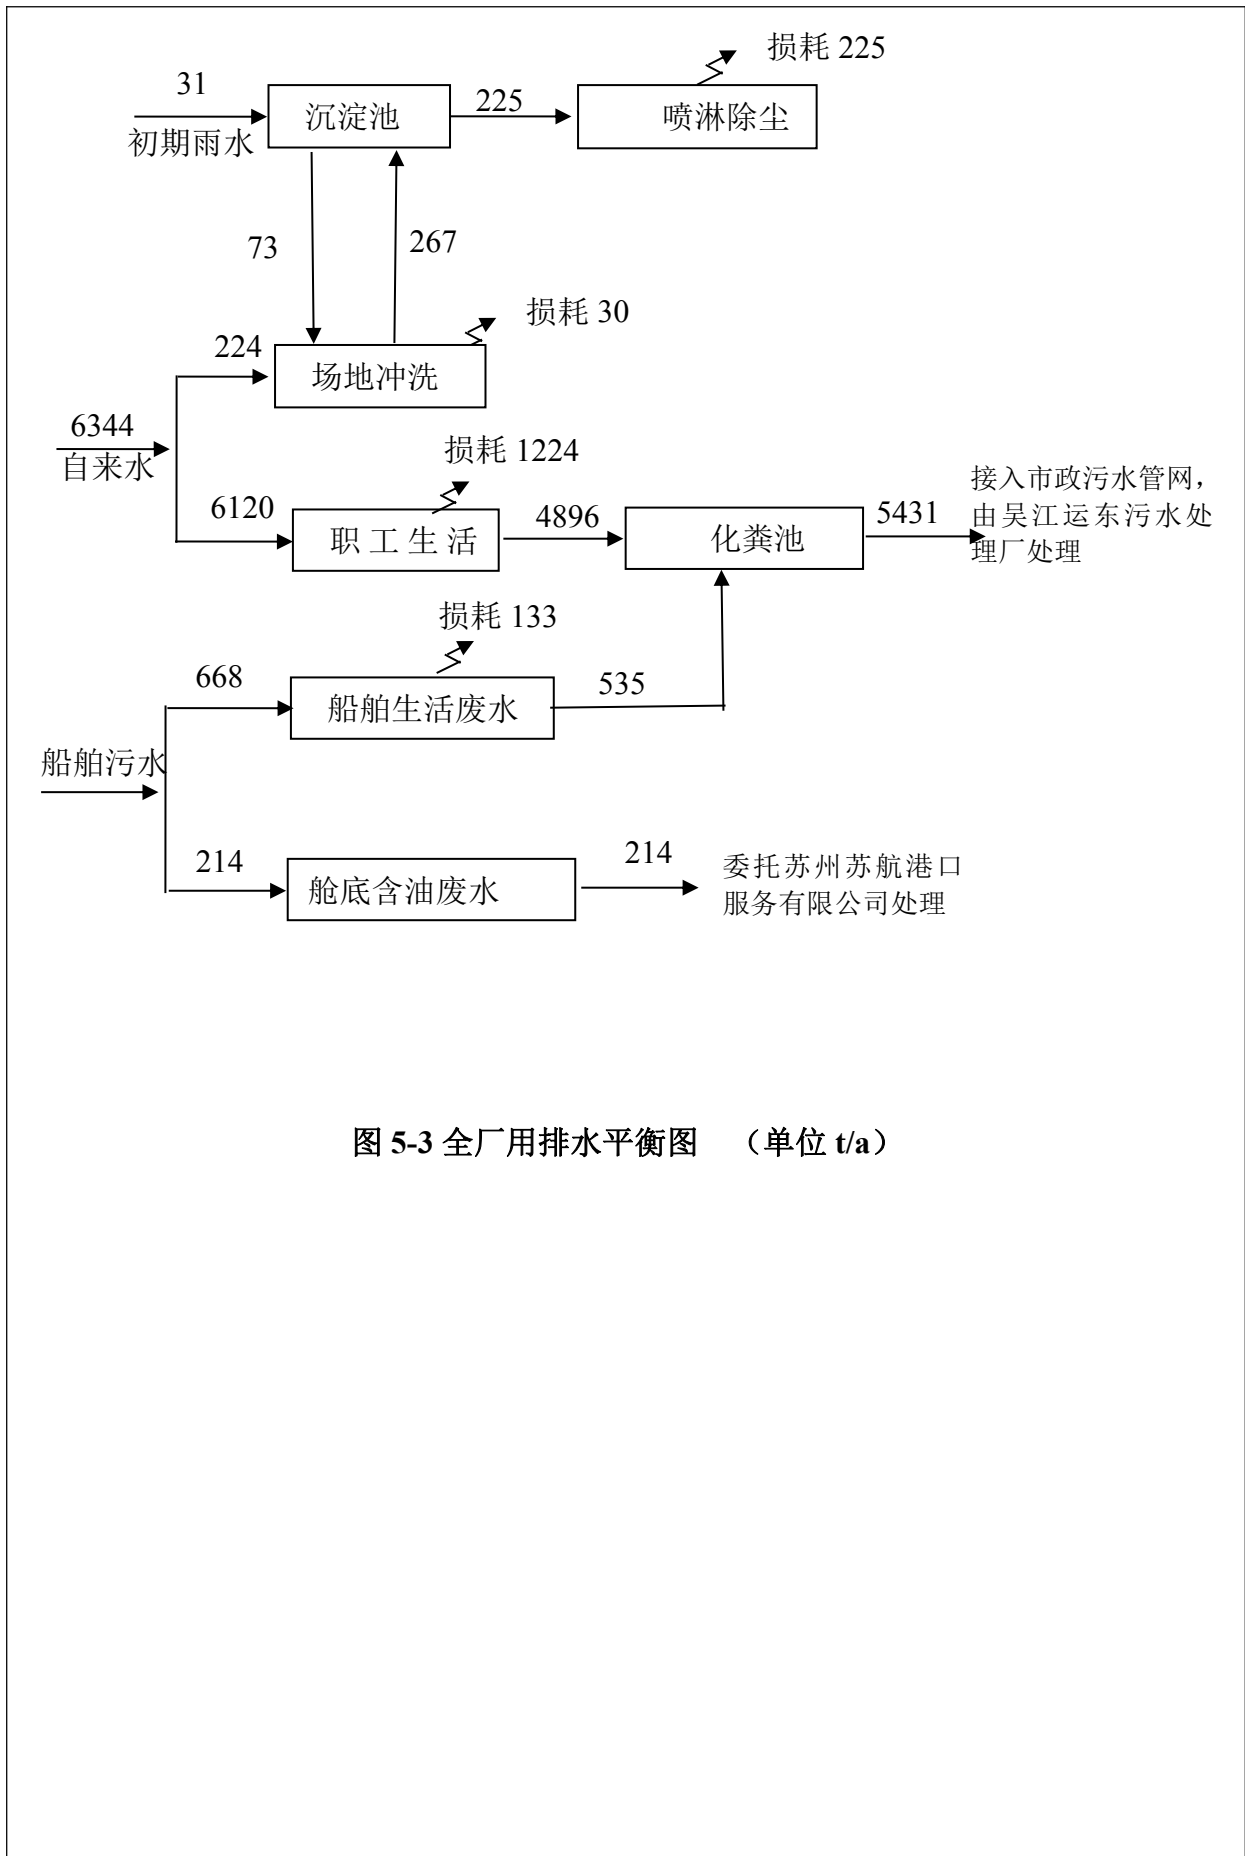 损耗 225
31
沉淀池
225
喷淋除尘
初期雨水
73
267
损耗 30
224
场地冲洗
6344
自来水
损耗 1224
6120
职工生活
4896
化粪池
5431
接入市政污水管网，
由吴江运东污水处
理厂处理
损耗 133
668
船舶生活废水
535
船舶污水
214
舱底含油废水
214
委托苏州苏航港口
服务有限公司处理
图 5-3 全厂用排水平衡图 （单位 t/a）